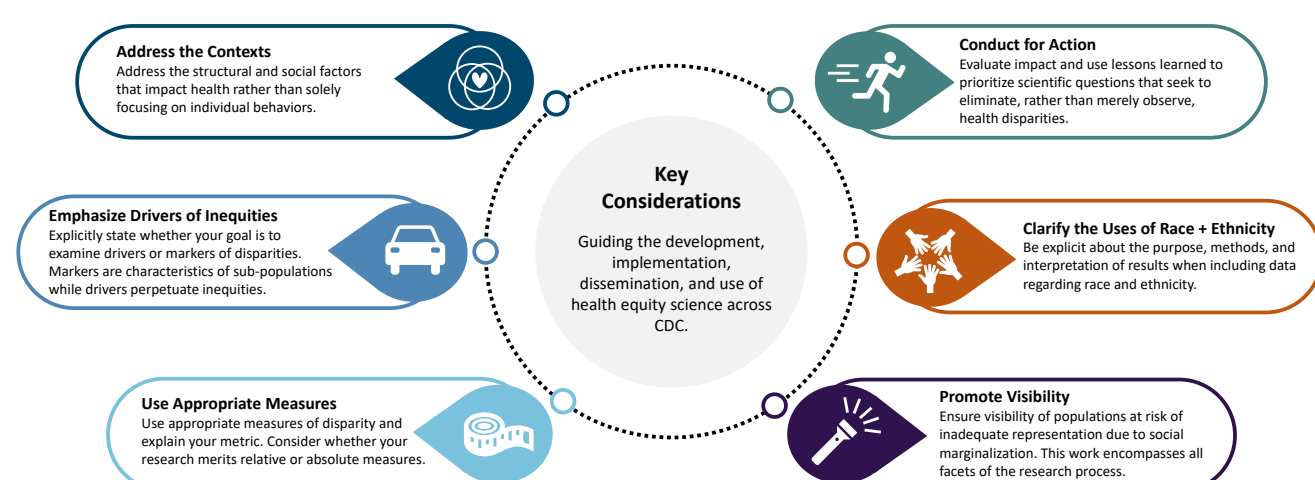 Address the Contexts
Address the structural and social factors
that impact health rather than solely
focusing on individual behaviors.
Emphasize Drivers of Inequities
Explicitly state whether your goal is to
examine drivers or markers of disparities.
Markers are characteristics of sub-populations
while drivers perpetuate inequities.
Use Appropriate Measures
Use appropriate measures of disparity and
explain your metric. Consider whether your
research merits relative or absolute measures.
Key
Considerations
Guiding the development,
implementation,
dissemination, and use of
health equity science across
CDC.
Conduct for Action
Evaluate impact and use lessons learned to
prioritize scientific questions that seek to
eliminate, rather than merely observe,
health disparities.
Clarify the Uses of Race + Ethnicity
Be explicit about the purpose, methods, and
interpretation of results when including data
regarding race and ethnicity.
Promote Visibility
Ensure visibility of populations at risk of
inadequate representation due to social
marginalization. This work encompasses all
facets of the research process.